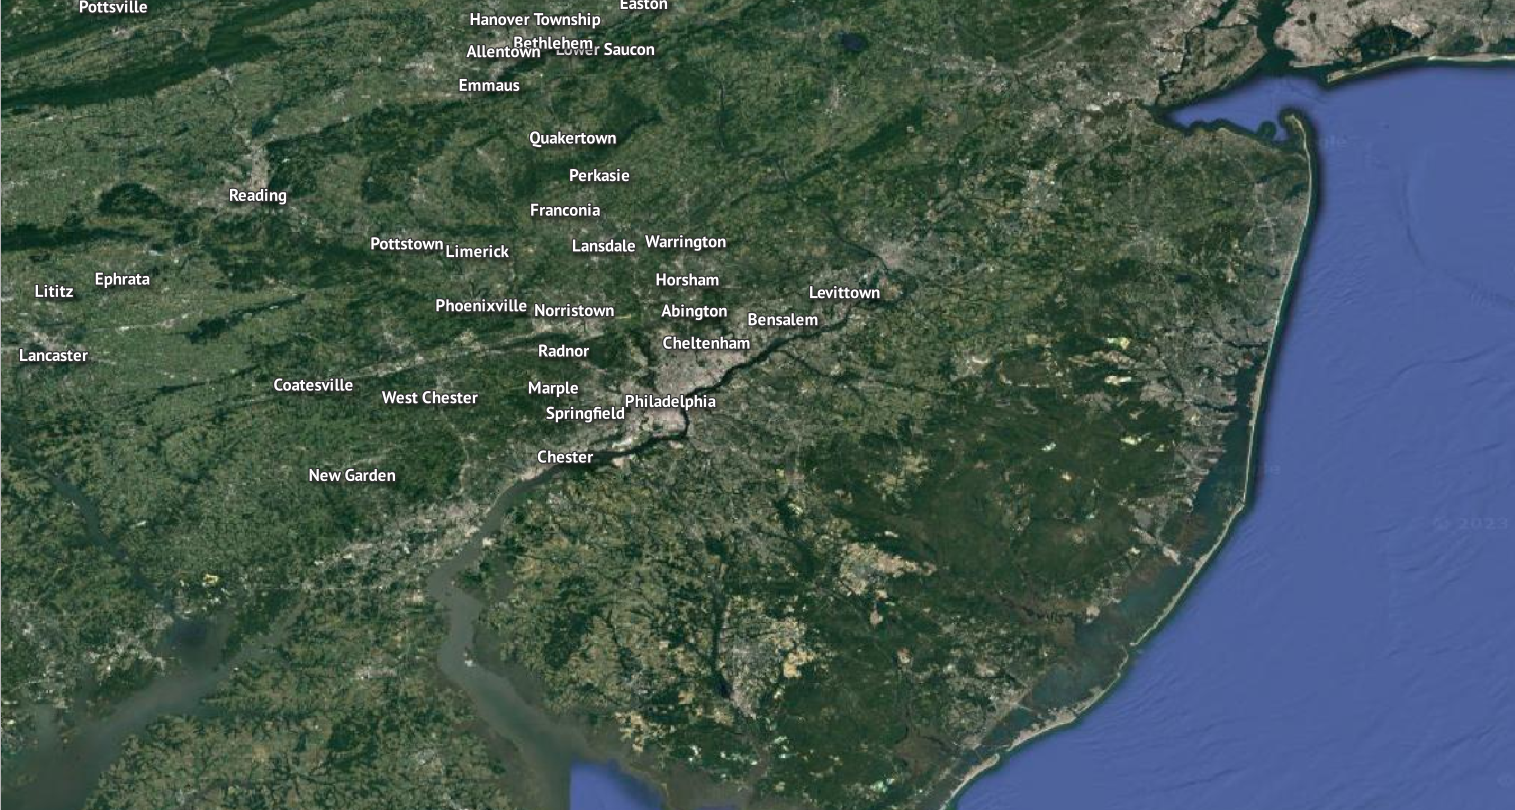 Pottsville
Easton
Hanover Township
Bethlehem
Allentown
Lower Saucon
Emmaus
Quakertown
Perkasie
Reading
Franconia
Pottstown
Limerick
Lansdale
Warrington
Ephrata
Lititz
Horsham
Levittown
Phoenixville
Norristown
Abington
Bensalem
Cheltenham
Lancaster
Radnor
Coatesville
West Chester
Marple
Philadelphia
Springfield
Chester
New Garden
© 2023